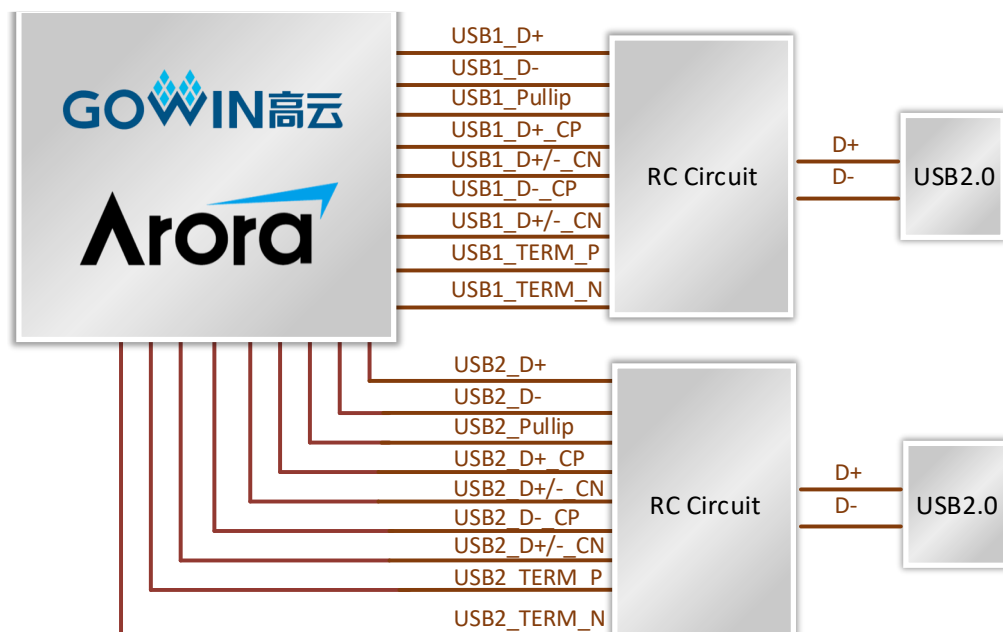 GOWIN高云
Arora
USB1_D+
USB1_D-
USB1_Pullip
USB1_D+_CP
USB1_D+/-_CN
USB1_D-_CP
USB1_D+/-_CN
USB1_TERM_P
USB1_TERM_N
RC Circuit
D+
D-
USB2.0
USB2_D+
USB2_D-
USB2_Pullip
USB2_D+_CP
USB2_D+/-_CN
USB2_D-_CP
USB2_D+/-_CN
USB2_TERM_P
USB2_TERM_N
RC Circuit
D+
D-
USB2.0